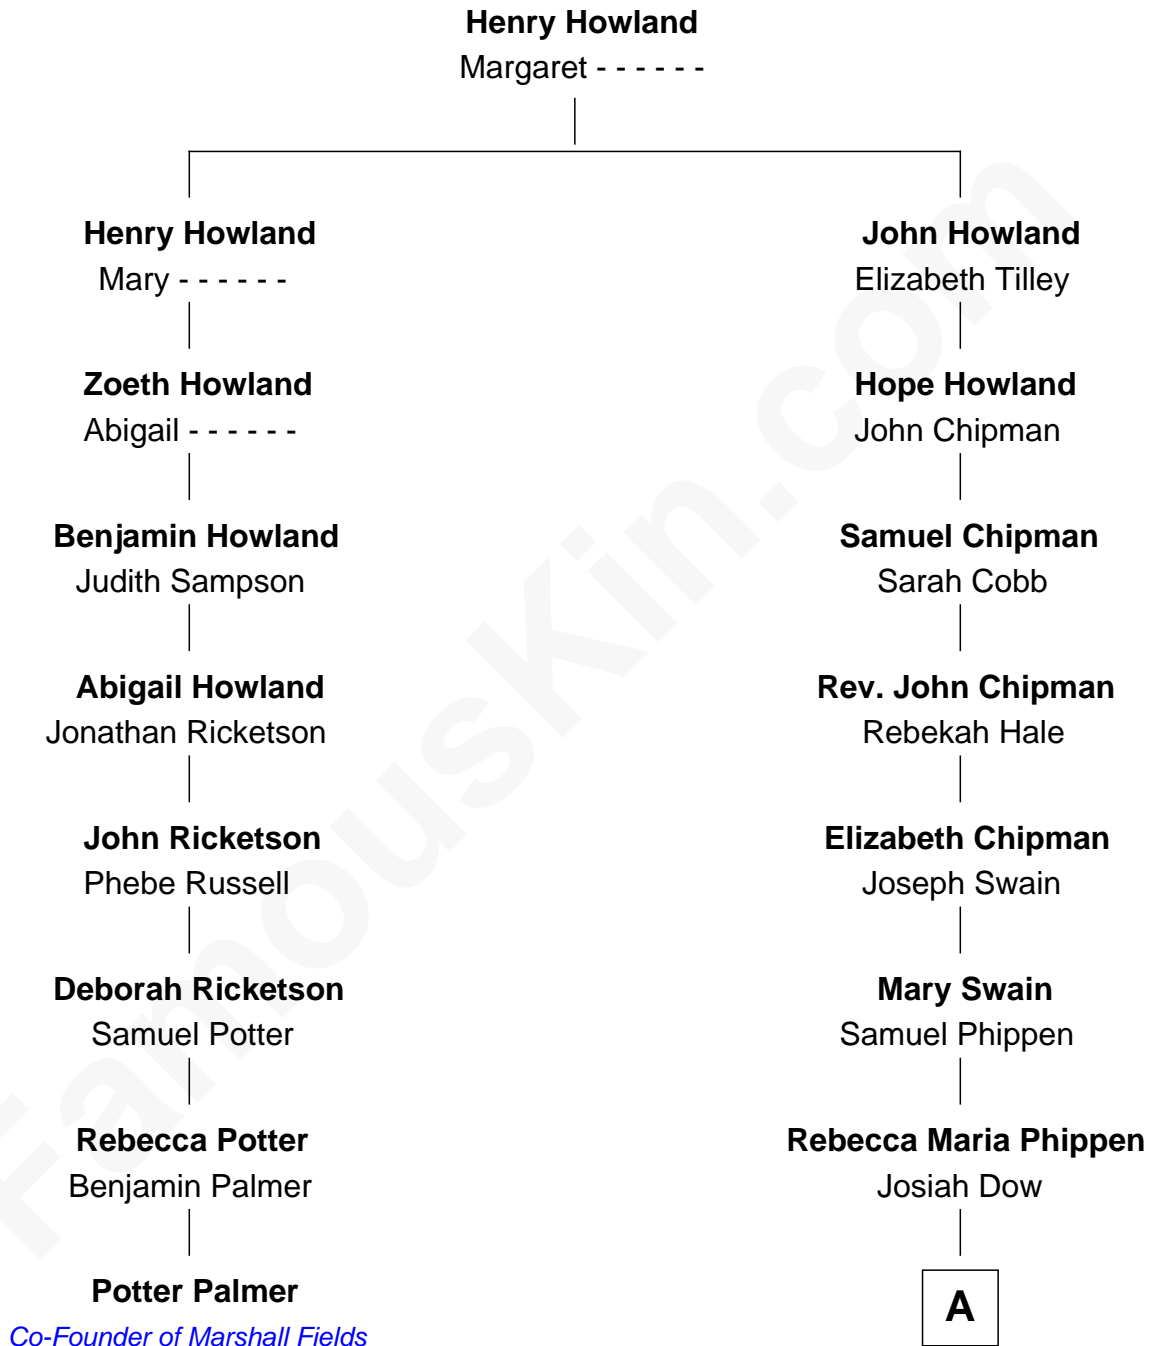 Henry Howland
Margaret - - - - - -
Henry Howland
Mary - - - - - -
John Howland
Elizabeth Tilley
Zoeth Howland
Abigail - - - - - -
Hope Howland
John Chipman
Benjamin Howland
Judith Sampson
Samuel Chipman
Sarah Cobb
Abigail Howland
Jonathan Ricketson
Rev. John Chipman
Rebekah Hale
John Ricketson
Phebe Russell
Elizabeth Chipman
Joseph Swain
Deborah Ricketson
Samuel Potter
Mary Swain
Samuel Phippen
Rebecca Potter
Benjamin Palmer
Rebecca Maria Phippen
Josiah Dow
Potter Palmer
Co-Founder of Marshall Fields
A
FamousKin.com